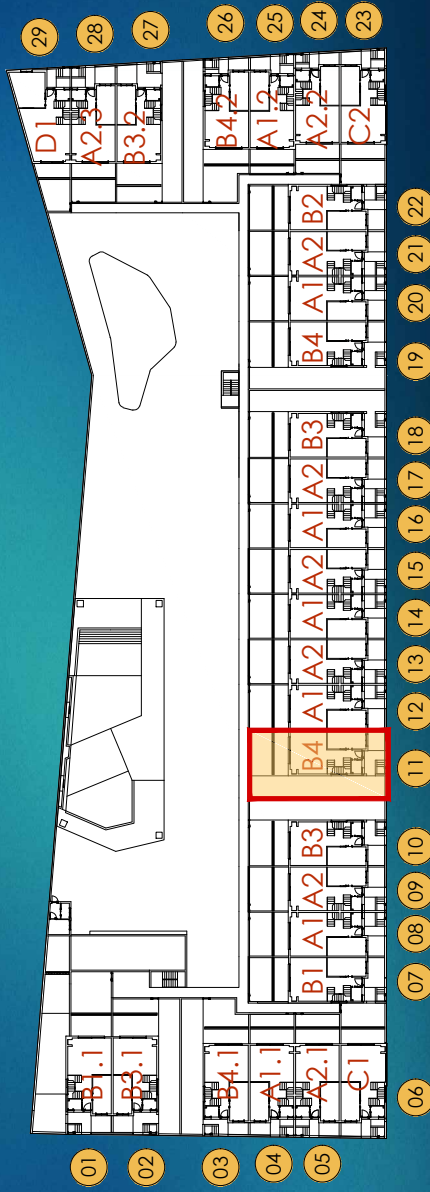 29
28
27
26
25
24
23
D1
A2.3
B3.2
B4.2
A1.2
A2.2
C2
B2
A2
A1
B4
22
21
20
19
B3
A2
A1
A2
A1
A2
A1
B4
18
17
16
15
14
13
12
11
B3
A2
A1
B1
10
09
08
07
B1.1
B3.1
B4.1
A1.1
A2.1
C1
01
02
03
04
05
06